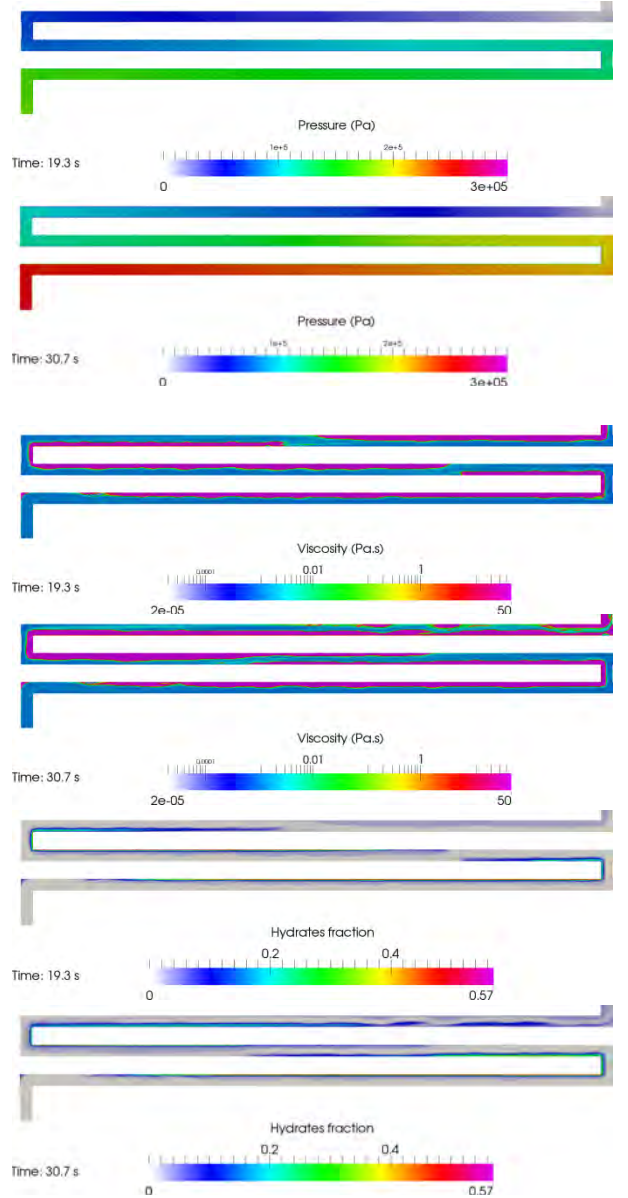 Pressure (Pa)
1e+5 2e+5
Time: 19.3 s
0 3e+05
Pressure (Pa)
1e+5 2e+5
Time: 30.7 s
0 3e+05
Viscosity (Pa.s)
0.0001 0.01 1
Time: 19.3 s
2e-05 50
Viscosity (Pa.s)
0.0001 0.01 1
Time: 30.7 s
2e-05 50
Hydrates fraction
0.2 0.4
Time: 19.3 s
0 0.57
Hydrates fraction
0.2 0.4
Time: 30.7 s
0 0.57